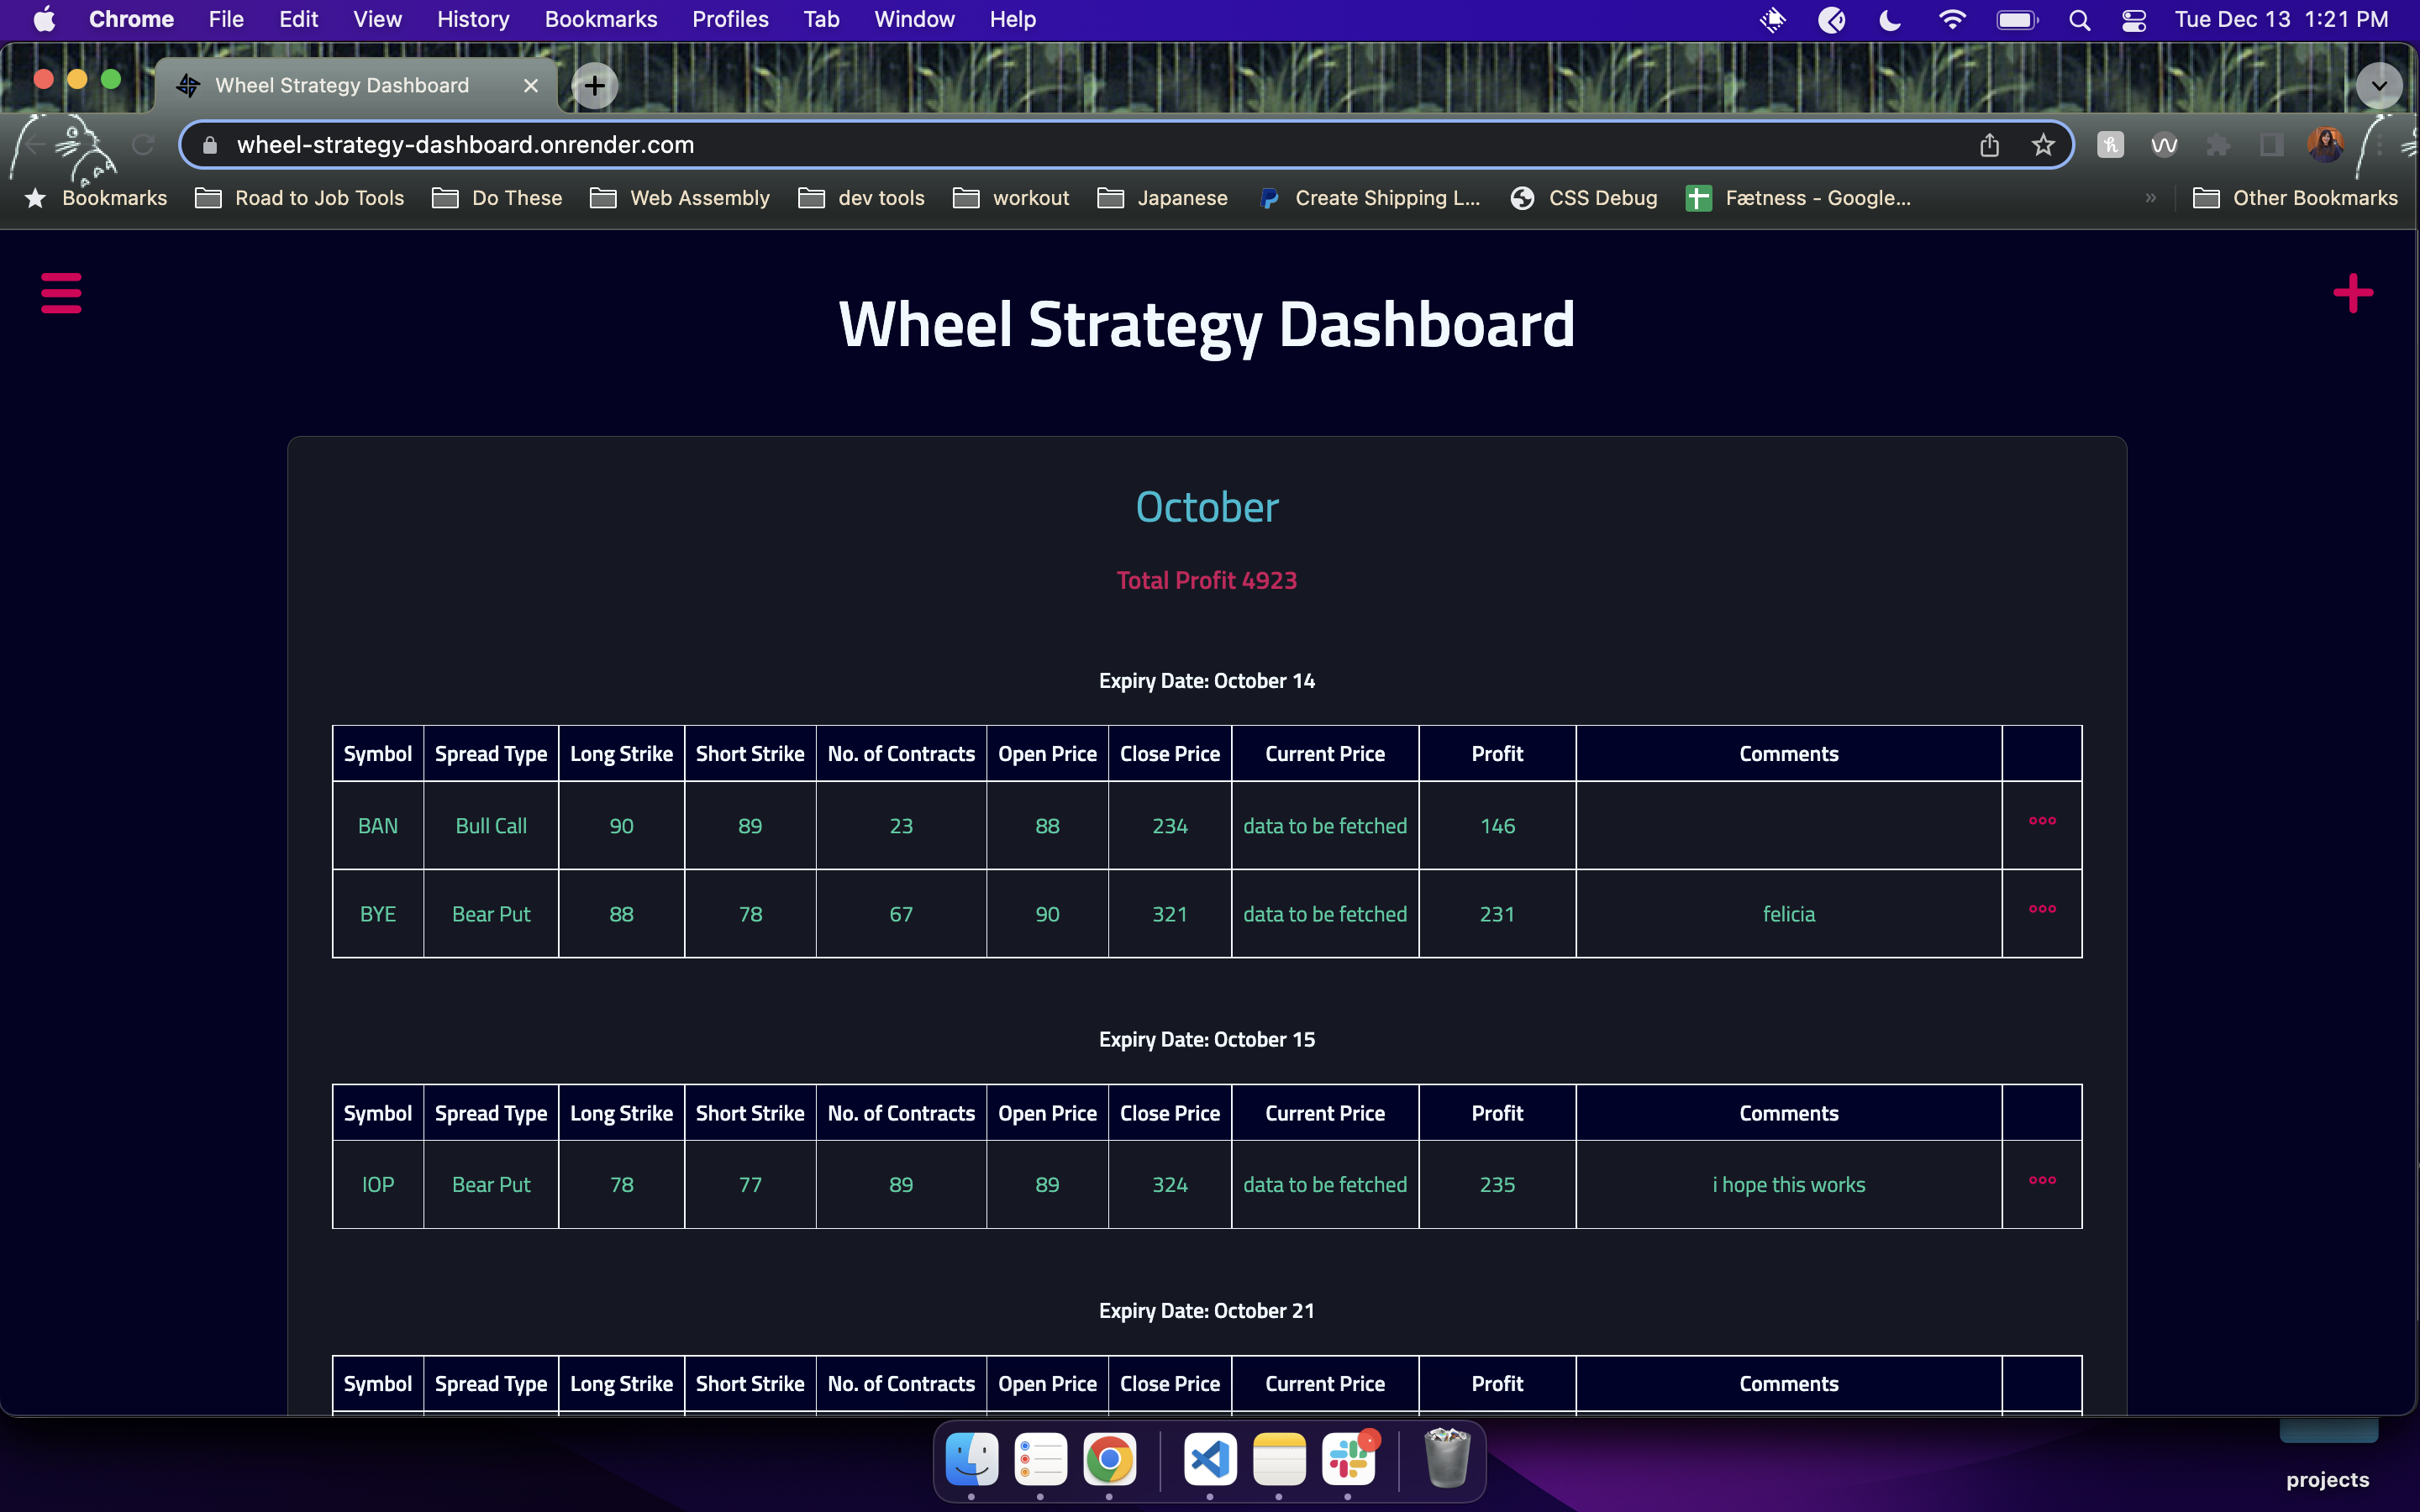 Chrome File Edit View History Bookmarks Profiles Tab Window Help Tue Dec 13 1:21 PM
Wheel Strategy Dashboard
wheel-strategy-dashboard.onrender.com
Bookmarks Road to Job Tools Do These Web Assembly dev tools workout Japanese Create Shipping L... CSS Debug Fætness - Google... » Other Bookmarks
Wheel Strategy Dashboard
October
Total Profit 4923
Expiry Date: October 14
Symbol Spread Type Long Strike Short Strike No. of Contracts Open Price Close Price Current Price Profit Comments
BAN Bull Call 90 89 23 88 234 data to be fetched 146
BYE Bear Put 88 78 67 90 321 data to be fetched 231 felicia
Expiry Date: October 15
Symbol Spread Type Long Strike Short Strike No. of Contracts Open Price Close Price Current Price Profit Comments
IOP Bear Put 78 77 89 89 324 data to be fetched 235 i hope this works
Expiry Date: October 21
Symbol Spread Type Long Strike Short Strike No. of Contracts Open Price Close Price Current Price Profit Comments
projects